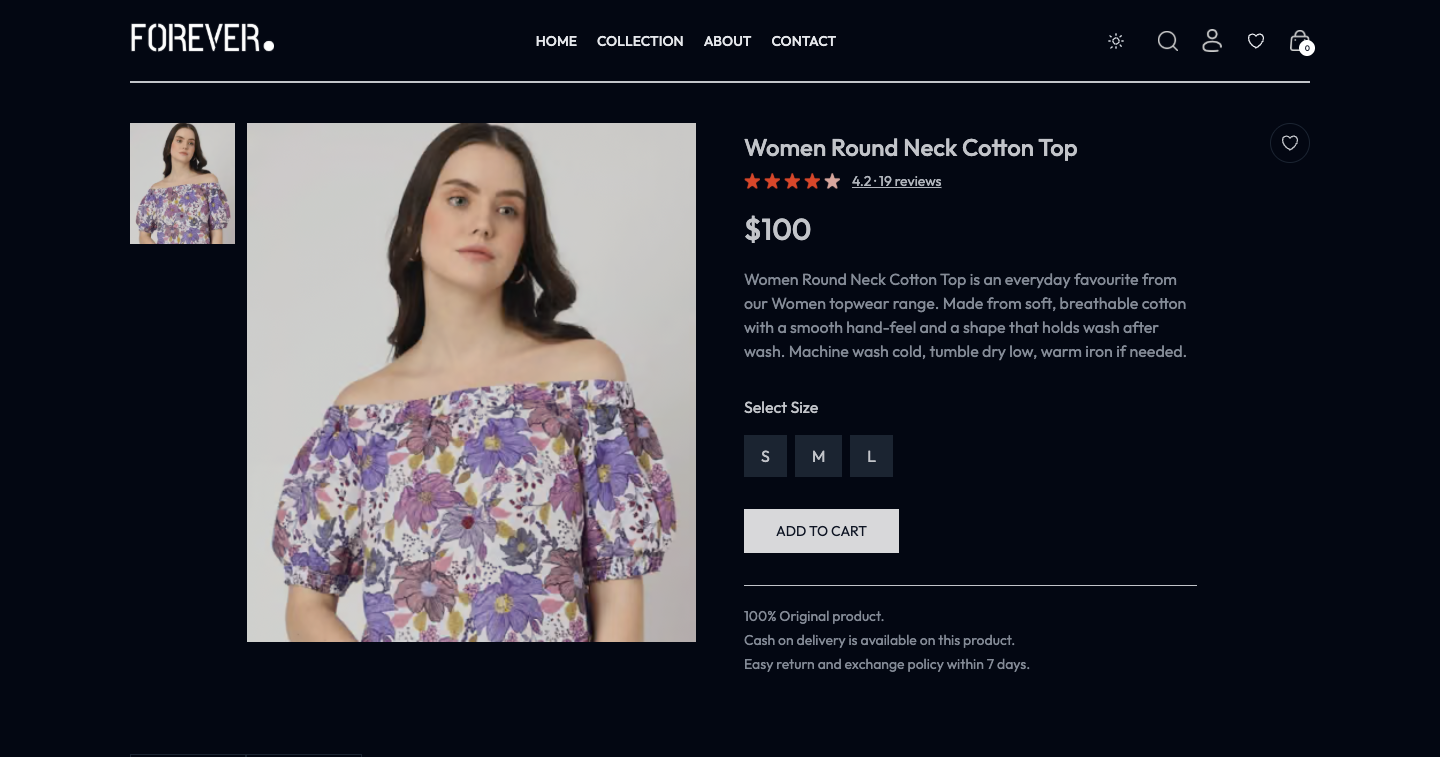 FOREVER.
HOME COLLECTION ABOUT CONTACT
0
Women Round Neck Cotton Top
4.2 · 19 reviews
$100
Women Round Neck Cotton Top is an everyday favourite from
our Women topwear range. Made from soft, breathable cotton
with a smooth hand-feel and a shape that holds wash after
wash. Machine wash cold, tumble dry low, warm iron if needed.
Select Size
S M L
ADD TO CART
100% Original product.
Cash on delivery is available on this product.
Easy return and exchange policy within 7 days.